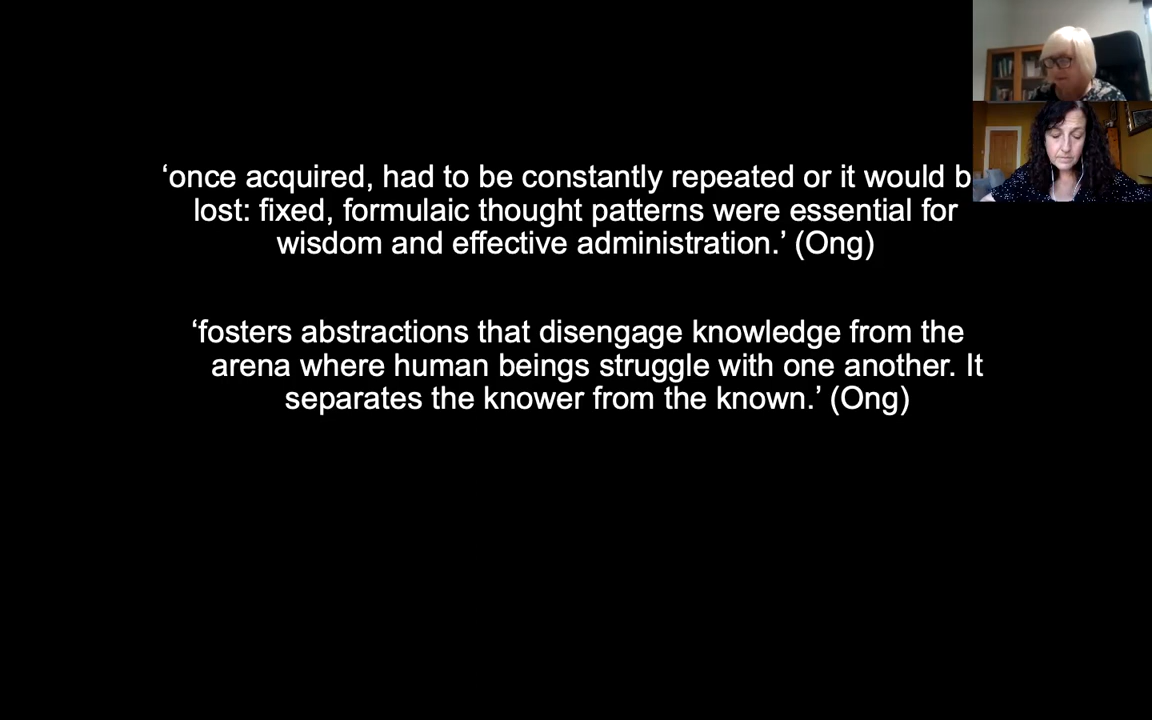 ‘once acquired, had to be constantly repeated or it would
lost: fixed, formulaic thought patterns were essential for
wisdom and effective administration.’ (Ong)
‘fosters abstractions that disengage knowledge from the
arena where human beings struggle with one another. It
separates the knower from the known.’ (Ong)